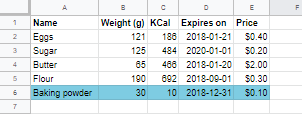 A B C D E F
1 Name Weight (g) KCal Expires on Price
2 Eggs 121 186 2018-01-21 $0.40
3 Sugar 125 484 2020-01-01 $0.20
4 Butter 65 466 2018-01-20 $2.00
5 Flour 190 692 2018-09-01 $0.30
6 Baking powder 30 10 2018-12-31 $0.10
7